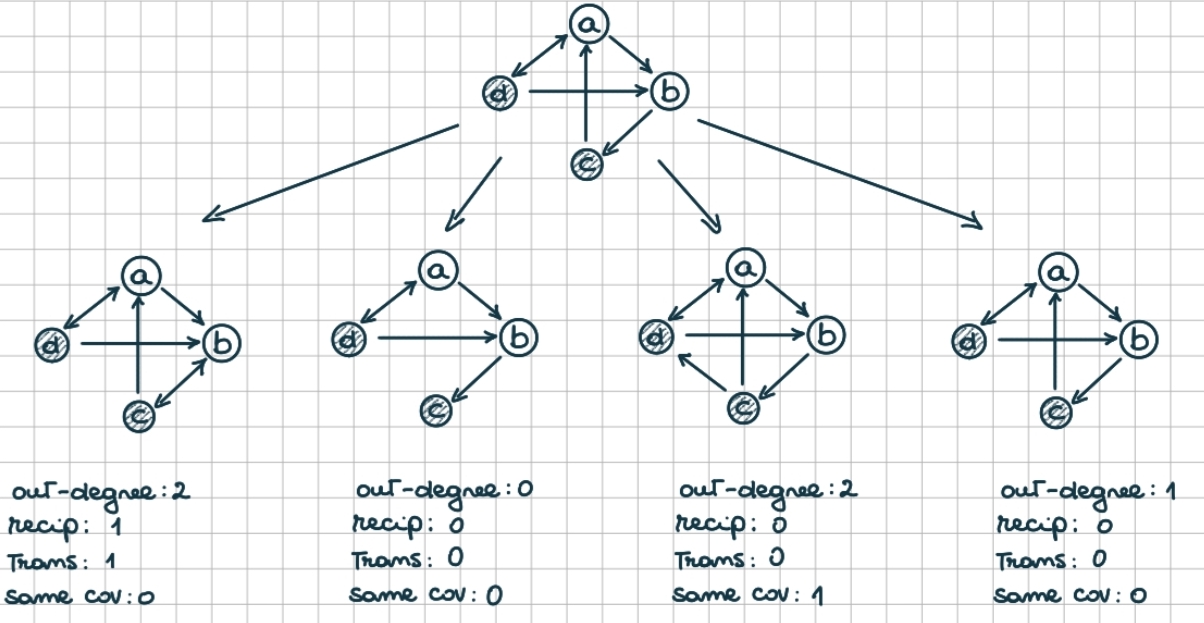 a
d
b
c
a
d
b
c
a
d
b
c
a
d
b
c
a
d
b
c
out-degree: 2
recip: 1
Trans: 1
same cov: 0
out-degree: 0
recip: 0
Trans: 0
same cov: 0
out-degree: 2
recip: 0
Trans: 0
same cov: 1
out-degree: 1
recip: 0
Trans: 0
same cov: 0